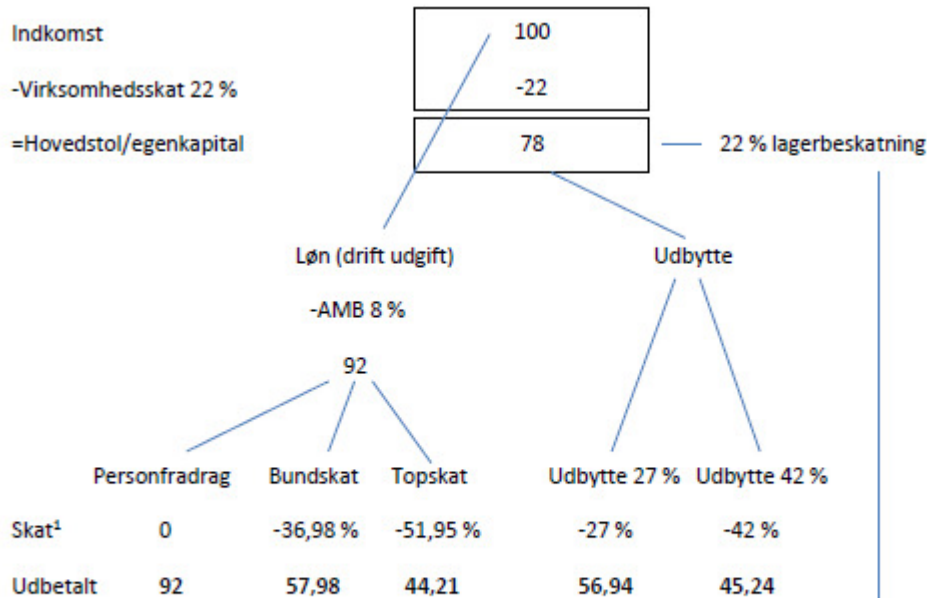 Indkomst 100
-Virksomhedsskat 22 % -22
=Hovedstol/egenkapital 78 22 % lagerbeskatning
Løn (drift udgift) Udbytte
-AMB 8 %
92
Personfradrag Bundskat Topskat Udbytte 27 % Udbytte 42 %
Skat¹ 0 -36,98 % -51,95 % -27 % -42 %
Udbetalt 92 57,98 44,21 56,94 45,24